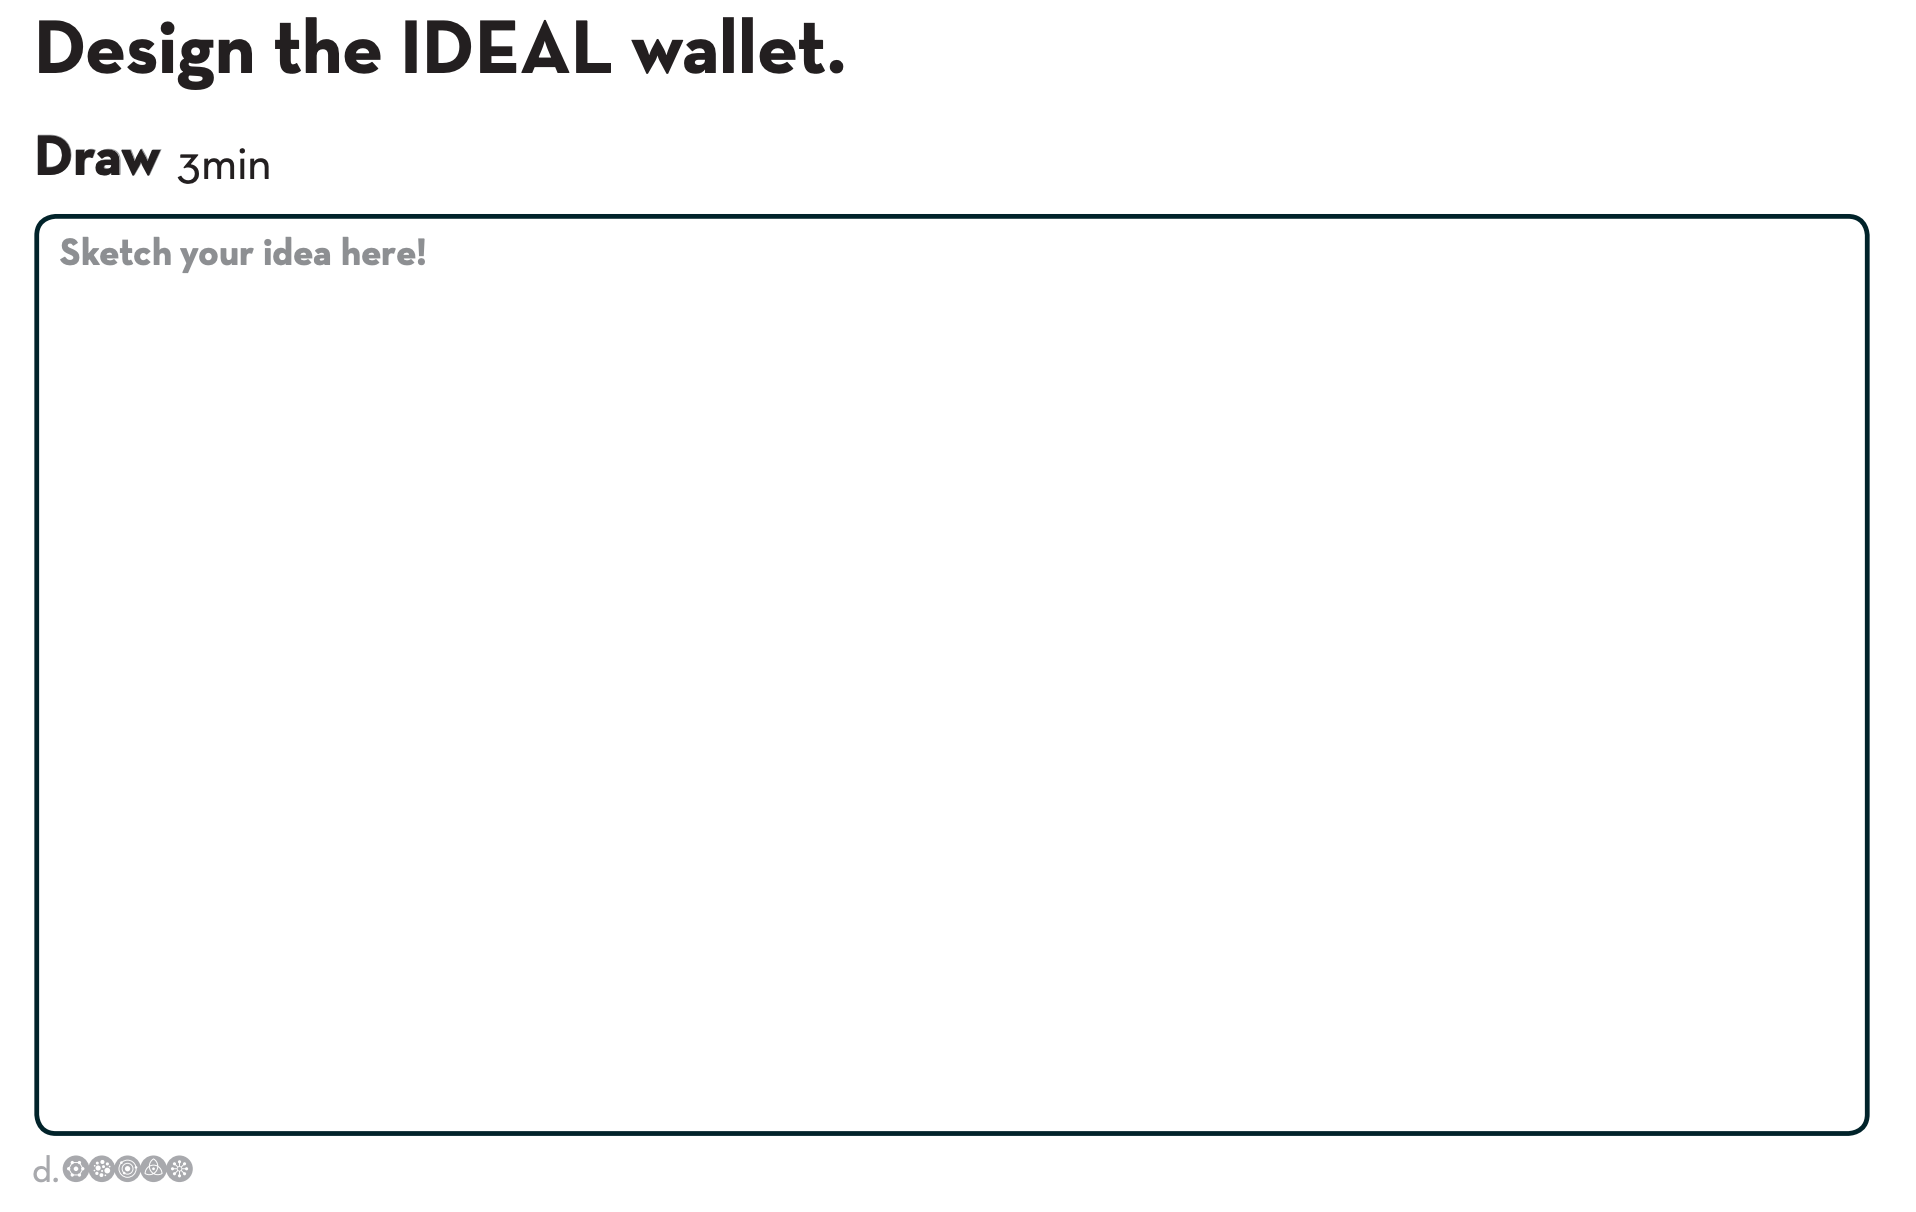 Design the IDEAL wallet.
Draw 3min
Sketch your idea here!
d.